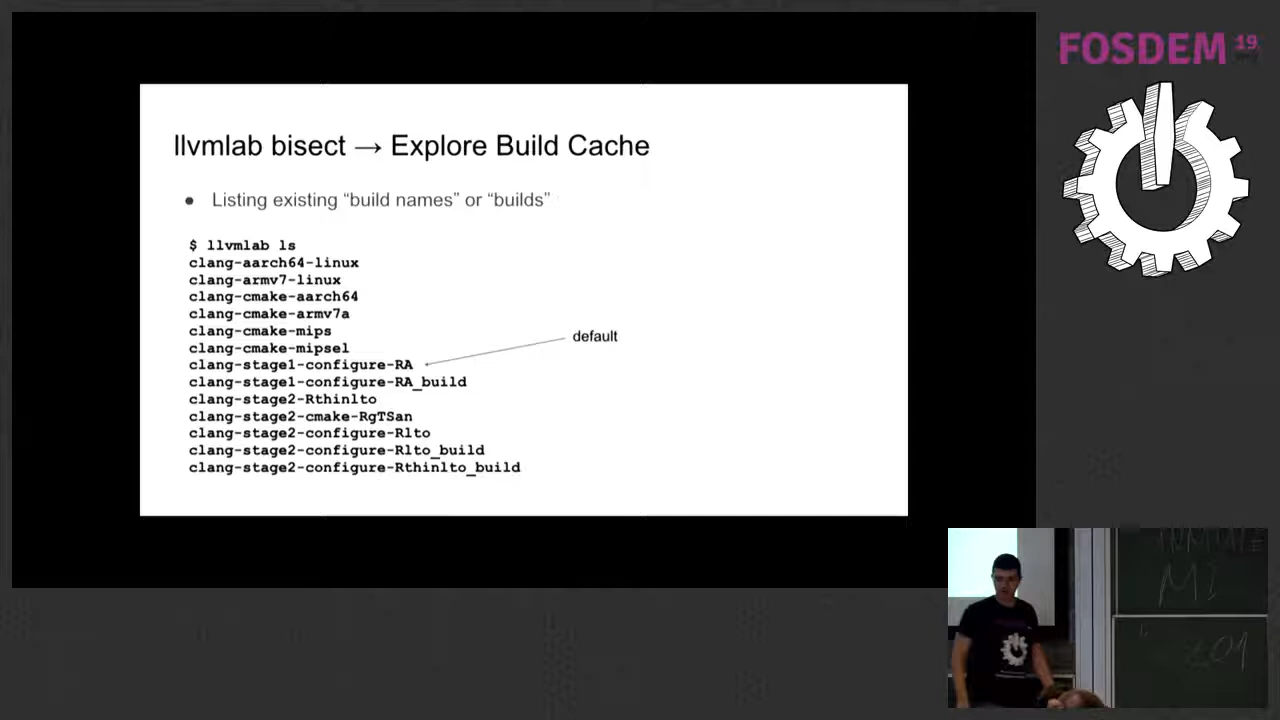 FOSDEM 19
llvmlab bisect → Explore Build Cache
● Listing existing “build names” or “builds”
$ llvmlab ls
clang-aarch64-linux
clang-armv7-linux
clang-cmake-aarch64
clang-cmake-armv7a
clang-cmake-mips
clang-cmake-mipsel
default
clang-stage1-configure-RA
clang-stage1-configure-RA_build
clang-stage2-Rthinlto
clang-stage2-cmake-RgTSan
clang-stage2-configure-Rlto
clang-stage2-configure-Rlto_build
clang-stage2-configure-Rthinlto_build